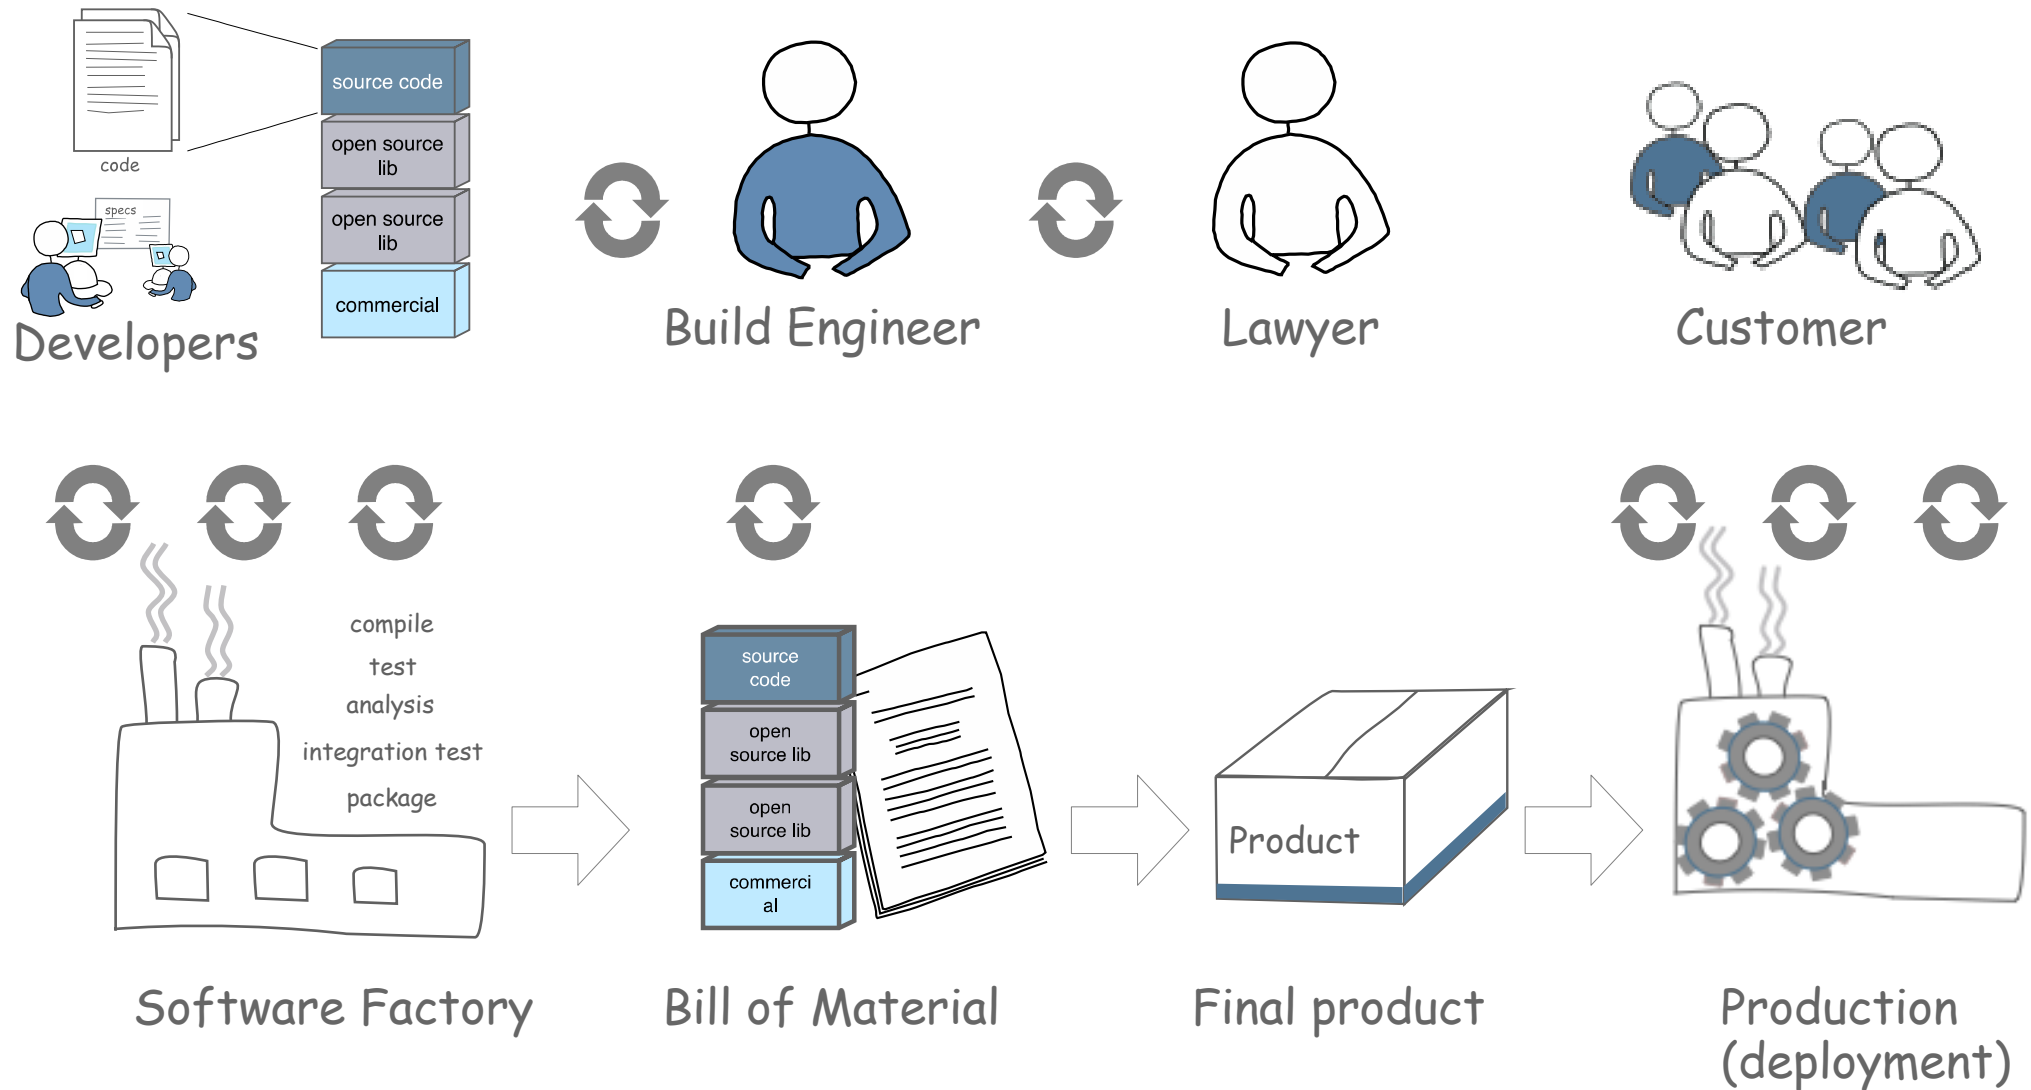 source code
open source
lib
open source
lib
commercial
code
specs
Developers
Build Engineer
Lawyer
Customer
compile
test
analysis
integration test
package
source
code
open
source lib
open
source lib
commerci
al
Product
Software Factory
Bill of Material
Final product
Production
(deployment)